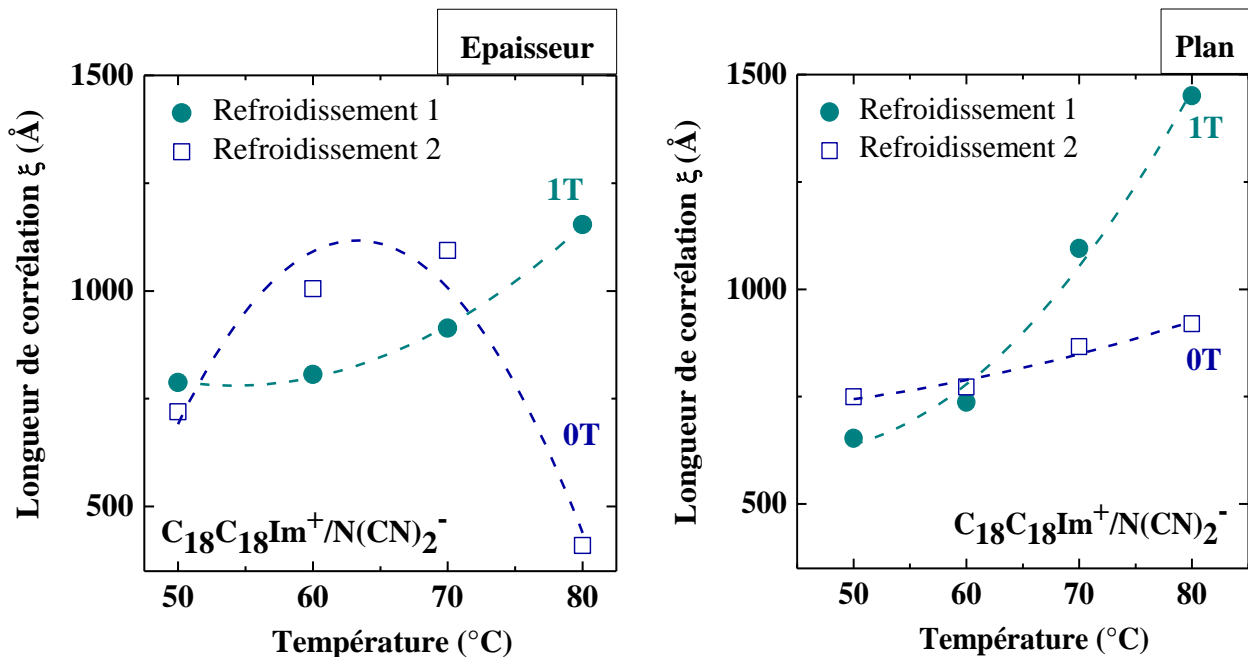 Epaisseur
1500
1000
500
Longueur de corrélation ξ (Å)
Refroidissement 1
Refroidissement 2
1T
0T
C18C18Im+/N(CN)2-
50 60 70 80
Température (°C)
Plan
1500
1000
500
Longueur de corrélation ξ (Å)
Refroidissement 1
Refroidissement 2
1T
0T
C18C18Im+/N(CN)2-
50 60 70 80
Température (°C)